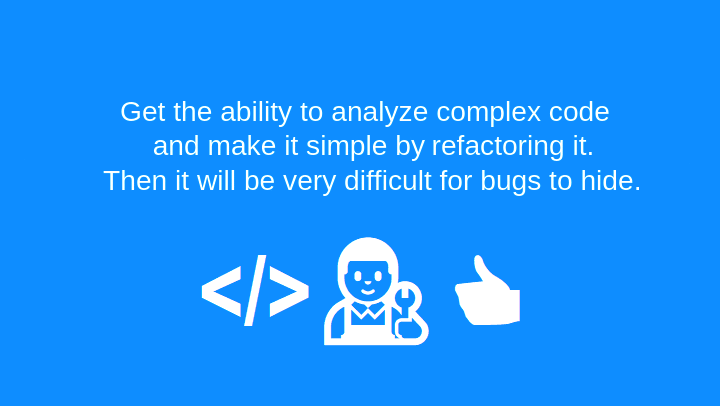 Get the ability to analyze complex code
and make it simple by refactoring it.
Then it will be very difficult for bugs to hide.
</>